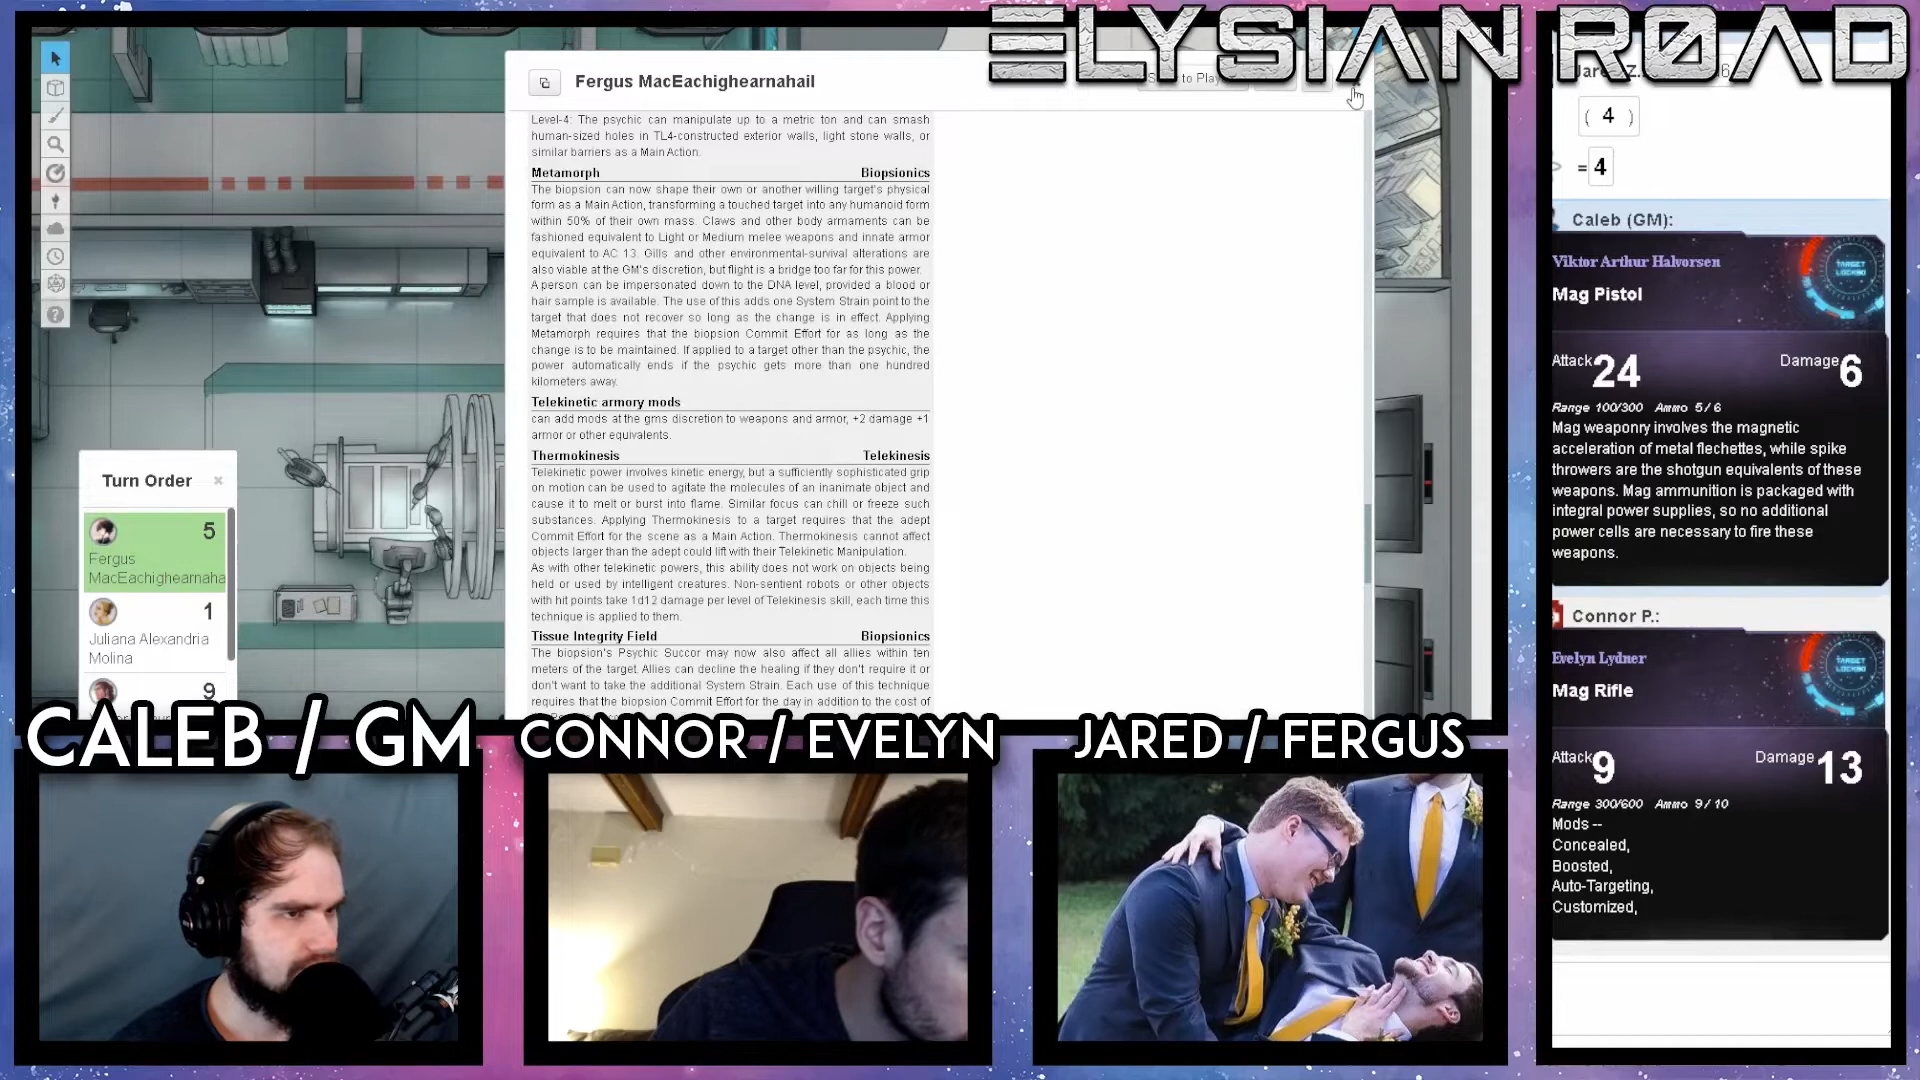 ELYSIAN RØAD
Fergus MacEachighearnahail
to Play
Level-4: The psychic can manipulate up to a metric ton and can smash
human-sized holes in TL4-constructed exterior walls, light stone walls, or
similar barriers as a Main Action.
Metamorph Biopsionics
The biopsion can now shape their own or another willing target's physical
form as a Main Action, transforming a touched target into any humanoid form
within 50% of their own mass. Claws and other body armaments can be
fashioned equivalent to Light or Medium melee weapons and innate armor
equivalent to AC 13. Gills and other environmental-survival alterations are
also viable at the GM's discretion, but flight is a bridge too far for this power.
A person can be impersonated down to the DNA level, provided a blood or
hair sample is available. The use of this adds one System Strain point to the
target that does not recover so long as the change is in effect. Applying
Metamorph requires that the biopsion Commit Effort for as long as the
change is to be maintained. If applied to a target other than the psychic, the
power automatically ends if the psychic gets more than one hundred
kilometers away.
Telekinetic armory mods
can add mods at the gms discretion to weapons and armor, +2 damage +1
armor or other equivalents.
Thermokinesis Telekinesis
Telekinetic power involves kinetic energy, but a sufficiently sophisticated grip
on motion can be used to agitate the molecules of an inanimate object and
cause it to melt or burst into flame. Similar focus can chill or freeze such
substances. Applying Thermokinesis to a target requires that the adept
Commit Effort for the scene as a Main Action. Thermokinesis cannot affect
objects larger than the adept could lift with their Telekinetic Manipulation.
As with other telekinetic powers, this ability does not work on objects being
held or used by intelligent creatures. Non-sentient robots or other objects
with hit points take 1d12 damage per level of Telekinesis skill, each time this
technique is applied to them.
Tissue Integrity Field Biopsionics
The biopsion's Psychic Succor may now also affect all allies within ten
meters of the target. Allies can decline the healing if they don't require it or
don't want to take the additional System Strain. Each use of this technique
requires that the biopsion Commit Effort for the day in addition to the cost of
Turn Order ×
5
Fergus
MacEachighearnaha
1
Juliana Alexandria
Molina
9
( 4 )
= 4
Caleb (GM):
Viktor Arthur Halvorsen
Mag Pistol
TARGET
LOCKED
Attack 24 Damage 6
Range 100/300 Ammo 5 / 6
Mag weaponry involves the magnetic
acceleration of metal flechettes, while spike
throwers are the shotgun equivalents of these
weapons. Mag ammunition is packaged with
integral power supplies, so no additional
power cells are necessary to fire these
weapons.
Connor P.:
Evelyn Lydner
Mag Rifle
TARGET
LOCKED
Attack 9 Damage 13
Range 300/600 Ammo 9 / 10
Mods --
Concealed,
Boosted,
Auto-Targeting,
Customized,
CALEB / GM
CONNOR / EVELYN
JARED / FERGUS